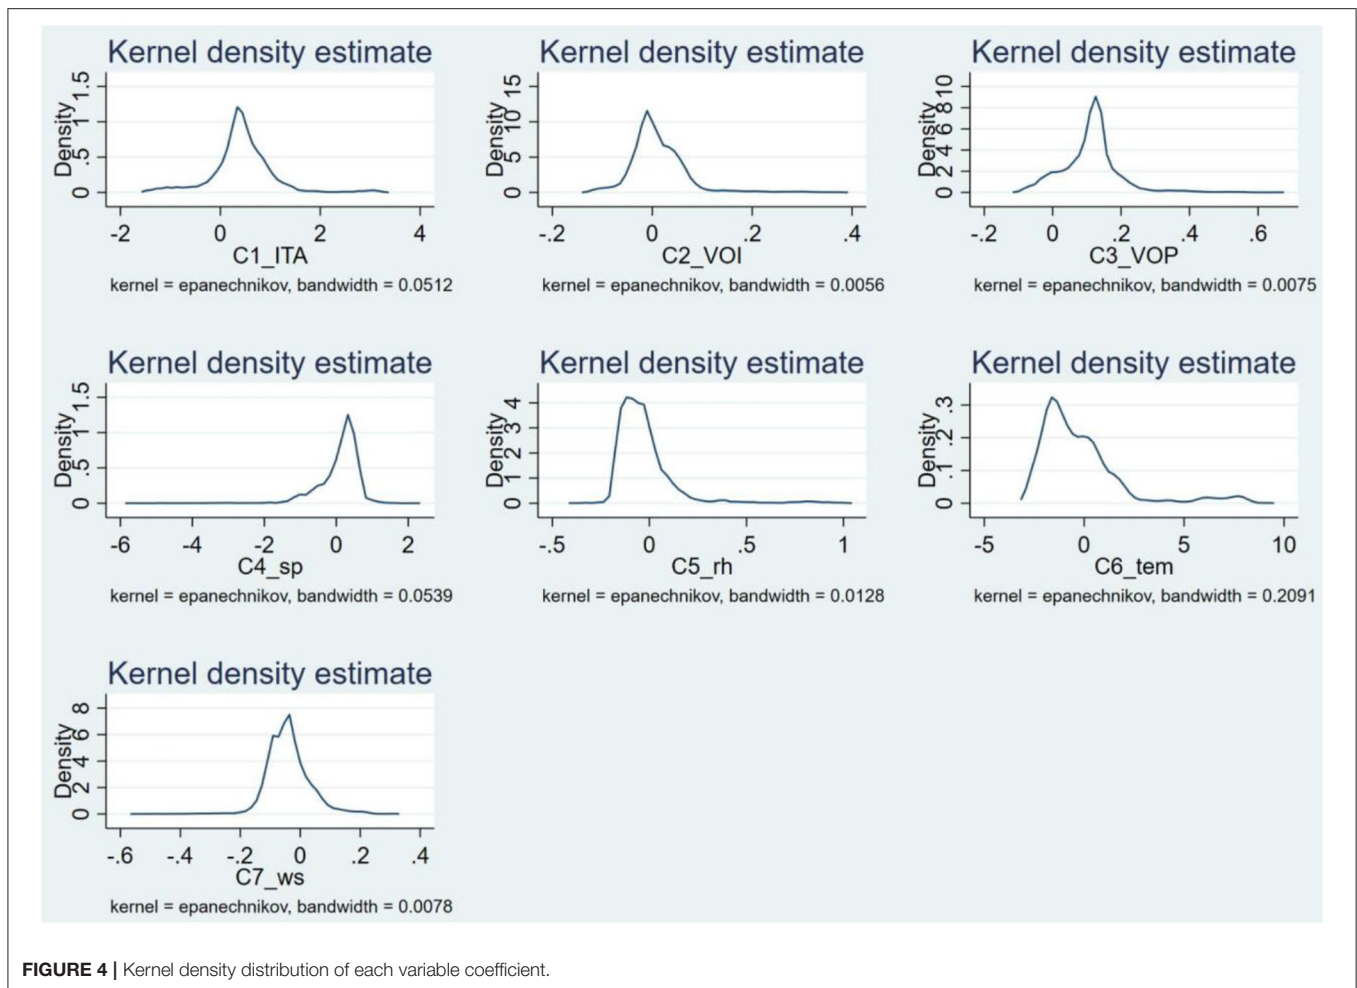 Kernel density estimate
Density
0 .5 1 1.5
-2 0 2 4
C1_ITA
kernel = epanechnikov, bandwidth = 0.0512
Kernel density estimate
Density
0 5 10 15
-.2 0 .2 .4
C2_VOI
kernel = epanechnikov, bandwidth = 0.0056
Kernel density estimate
Density
0 2 4 6 8 10
-.2 0 .2 .4 .6
C3_VOP
kernel = epanechnikov, bandwidth = 0.0075
Kernel density estimate
Density
0 .5 1 1.5
-6 -4 -2 0 2
C4_sp
kernel = epanechnikov, bandwidth = 0.0539
Kernel density estimate
Density
0 1 2 3 4
-.5 0 .5 1
C5_rh
kernel = epanechnikov, bandwidth = 0.0128
Kernel density estimate
Density
0 .1 .2 .3
-5 0 5 10
C6_tem
kernel = epanechnikov, bandwidth = 0.2091
Kernel density estimate
Density
0 2 4 6 8
-.6 -.4 -.2 0 .2 .4
C7_ws
kernel = epanechnikov, bandwidth = 0.0078
FIGURE 4 | Kernel density distribution of each variable coefficient.